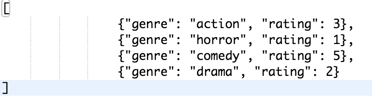 [
{"genre": "action", "rating": 3},
{"genre": "horror", "rating": 1},
{"genre": "comedy", "rating": 5},
{"genre": "drama", "rating": 2}
]